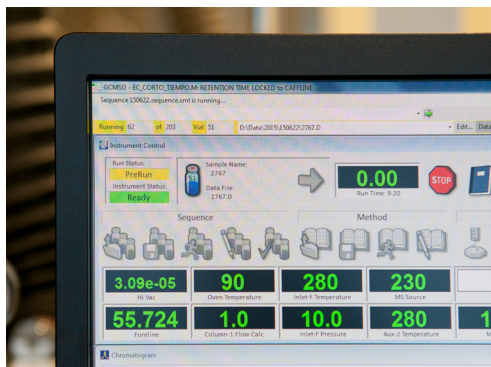 GCMSD - EC_CORTO_TIEMPO.M: RETENTION TIME LOCKED to CAFFEINE
Sequence 150622.sequence.xml is running...
Running 62 of 203 Vial 51 D:\Data\2015\150622\2767.D Edit... Data
Instrument Control
Run Status:
PreRun
Instrument Status:
Ready
Sample Name:
2767
Data File:
2767.D
0.00
Run Time: 9.20
STOP
Sequence
Method
3.09e-05
Hi Vac
90
Oven Temperature
280
Inlet-F Temperature
230
MS Source
55.724
Foreline
1.0
Column-1 Flow Calc.
10.0
Inlet-F Pressure
280
Aux-2 Temperature
1
M
Chromatogram